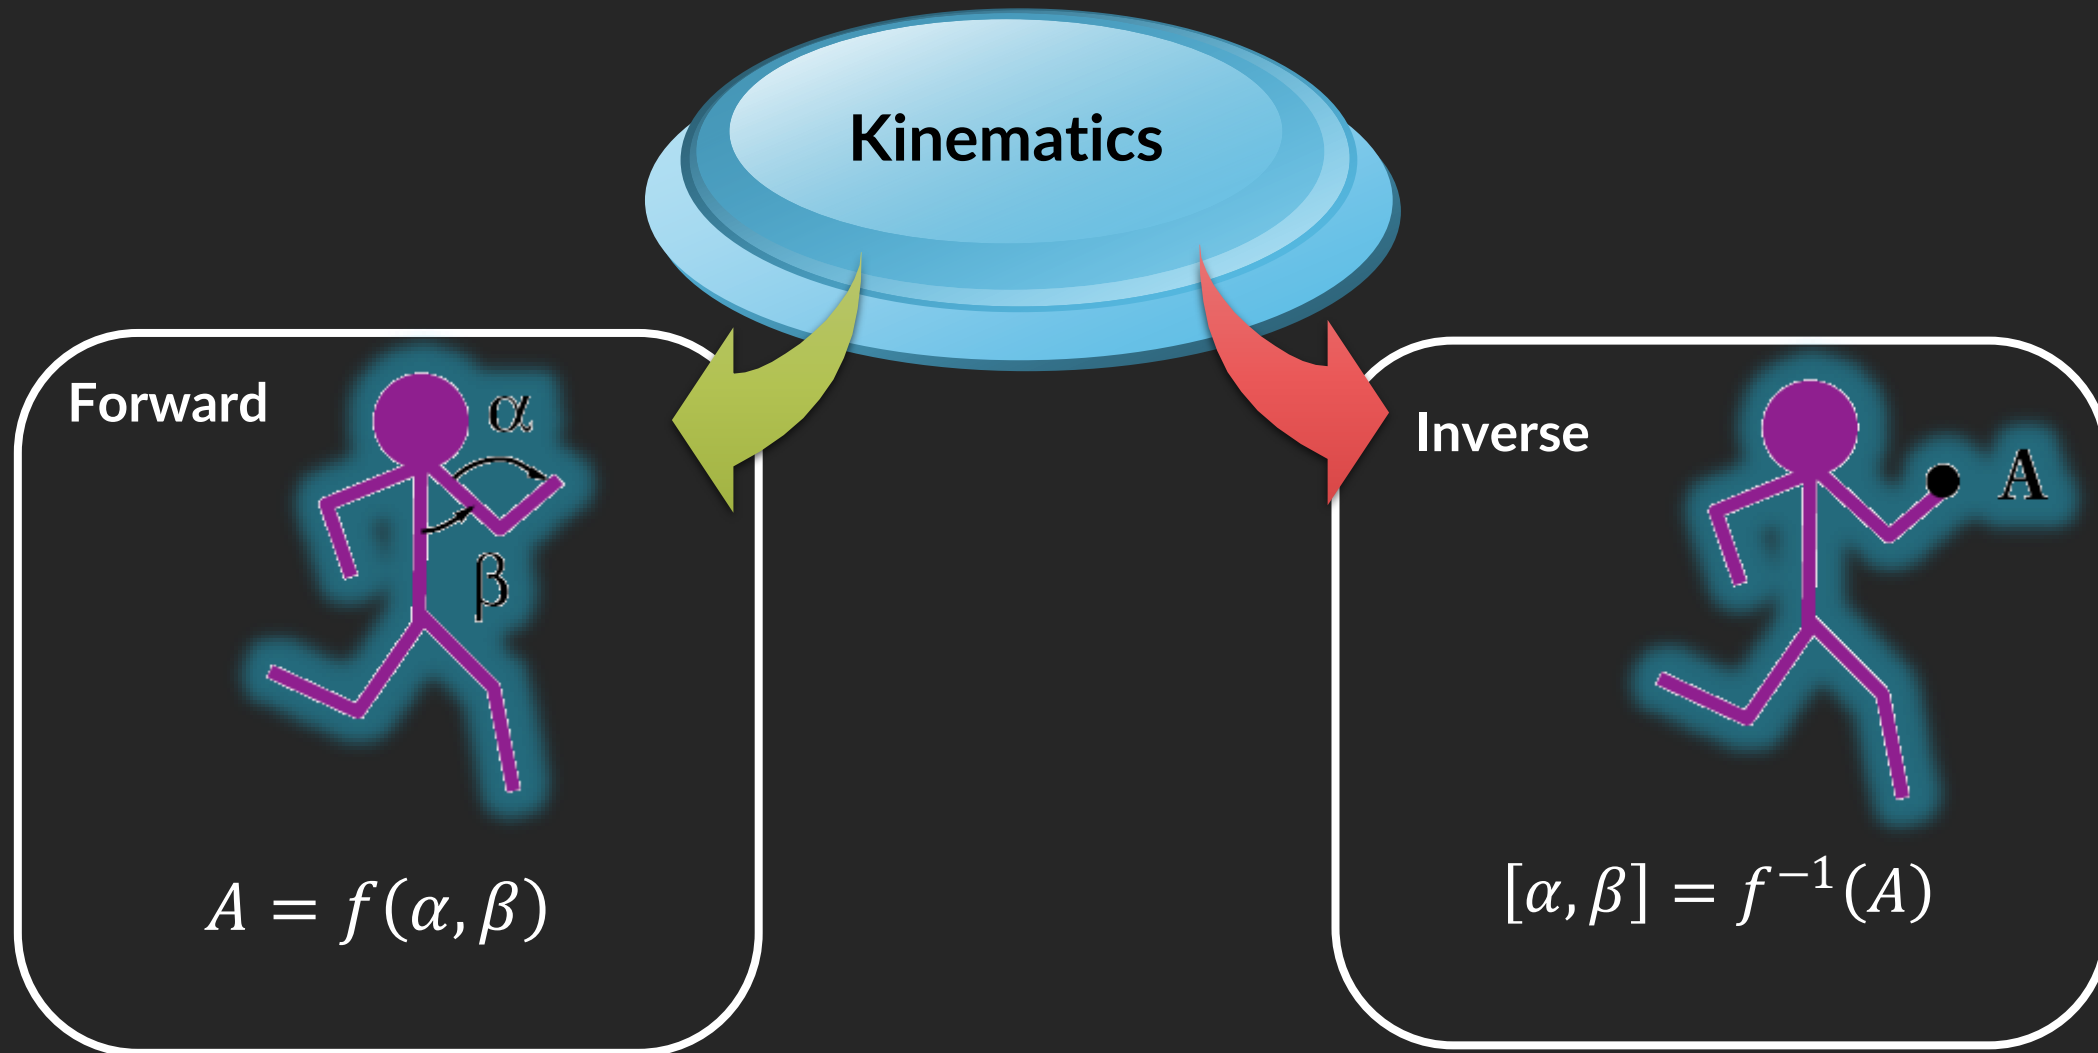 Kinematics
Forward
α
β
A = f(α, β)
Inverse
A
[α, β] = f⁻¹(A)